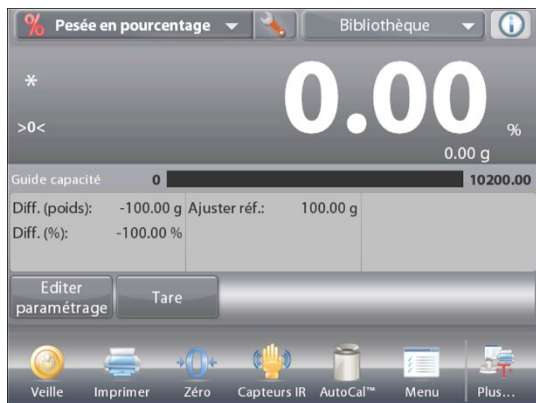 % Pesée en pourcentage Bibliothèque
*
>0<
0.00 %
0.00 g
Guide capacité 0 10200.00
Diff. (poids): -100.00 g Ajuster réf.: 100.00 g
Diff. (%): -100.00 %
Editer
paramétrage
Tare
Veille Imprimer Zéro Capteurs IR AutoCal™ Menu Plus...